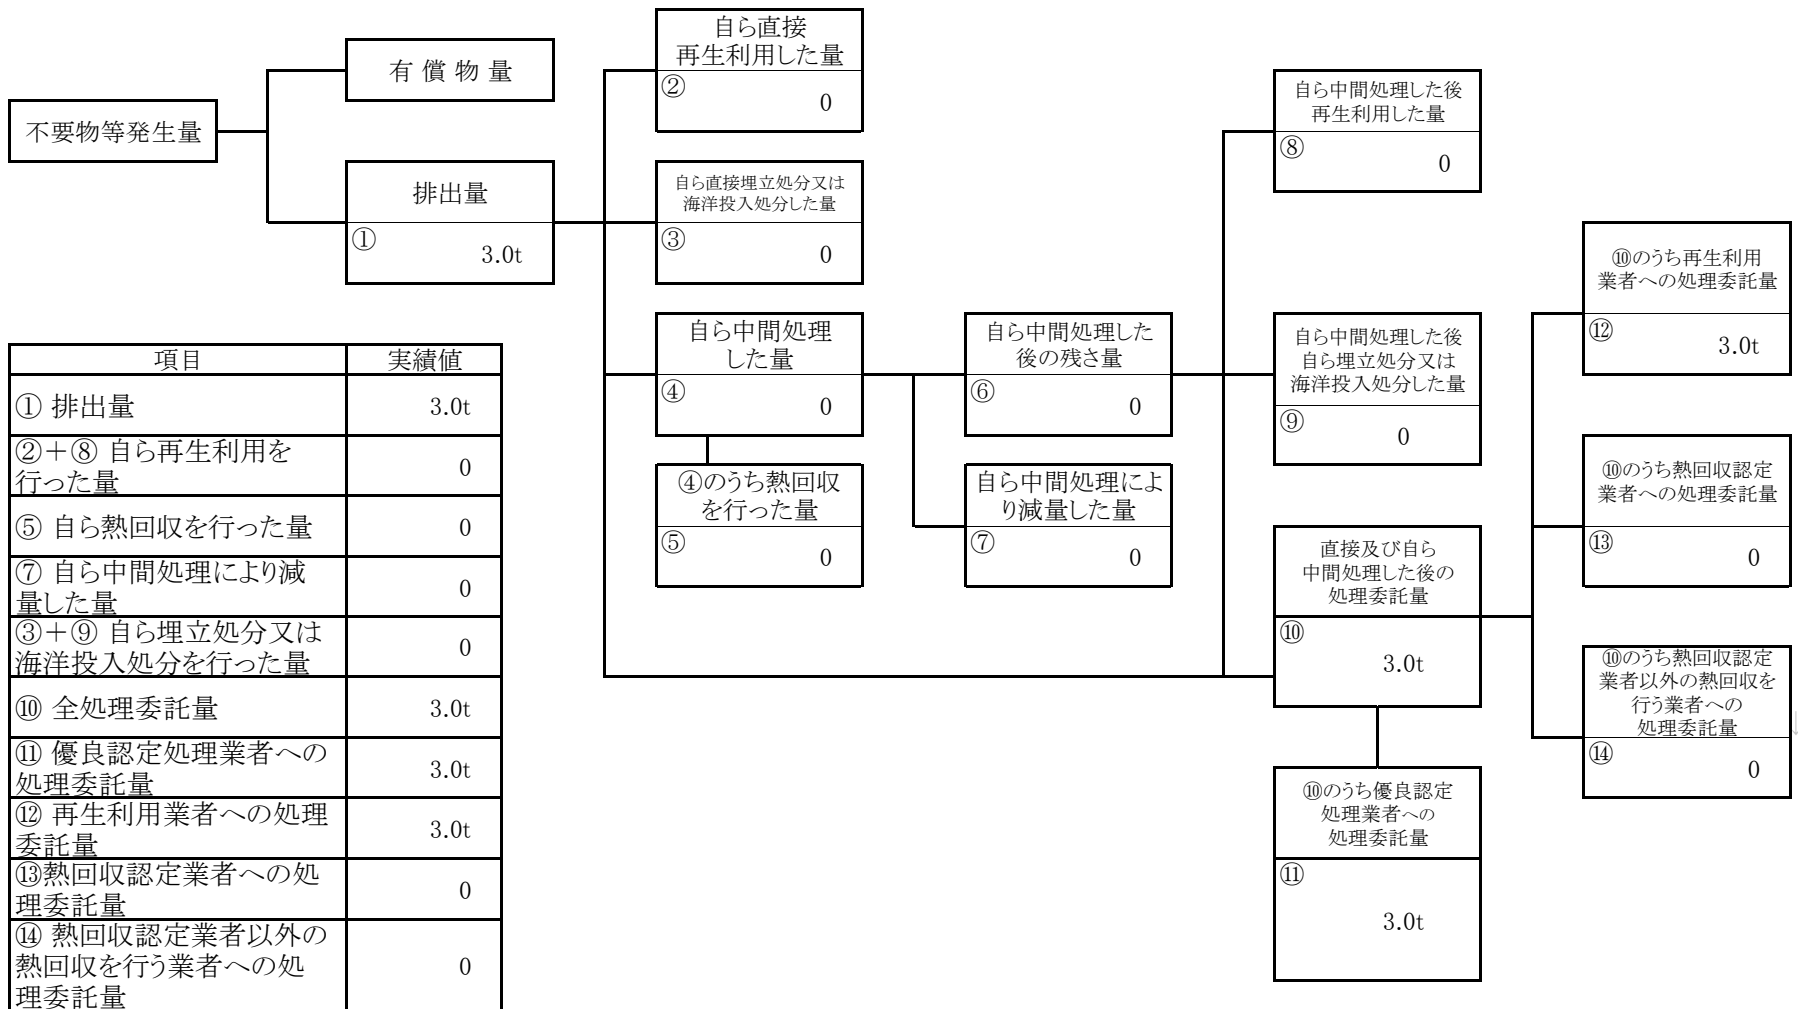 不要物等発生量
有 償 物 量
排出量
①
3.0t
自ら直接
再生利用した量
②
0
自ら直接埋立処分又は
海洋投入処分した量
③
0
自ら中間処理
した量
④
0
④のうち熱回収
を行った量
⑤
0
自ら中間処理した
後の残さ量
⑥
0
自ら中間処理によ
り減量した量
⑦
0
自ら中間処理した後
再生利用した量
⑧
0
自ら中間処理した後
自ら埋立処分又は
海洋投入処分した量
⑨
0
直接及び自ら
中間処理した後の
処理委託量
⑩
3.0t
⑩のうち優良認定
処理業者への
処理委託量
⑪
3.0t
⑩のうち再生利用
業者への処理委託量
⑫
3.0t
⑩のうち熱回収認定
業者への処理委託量
⑬
0
⑩のうち熱回収認定
業者以外の熱回収を
行う業者への
処理委託量
⑭
0
項目 実績値
① 排出量 3.0t
②＋⑧ 自ら再生利用を
行った量
0
⑤ 自ら熱回収を行った量 0
⑦ 自ら中間処理により減
量した量
0
③＋⑨ 自ら埋立処分又は
海洋投入処分を行った量
0
⑩ 全処理委託量 3.0t
⑪ 優良認定処理業者への
処理委託量
3.0t
⑫ 再生利用業者への処理
委託量
3.0t
⑬熱回収認定業者への処
理委託量
0
⑭ 熱回収認定業者以外の
熱回収を行う業者への処
理委託量
0